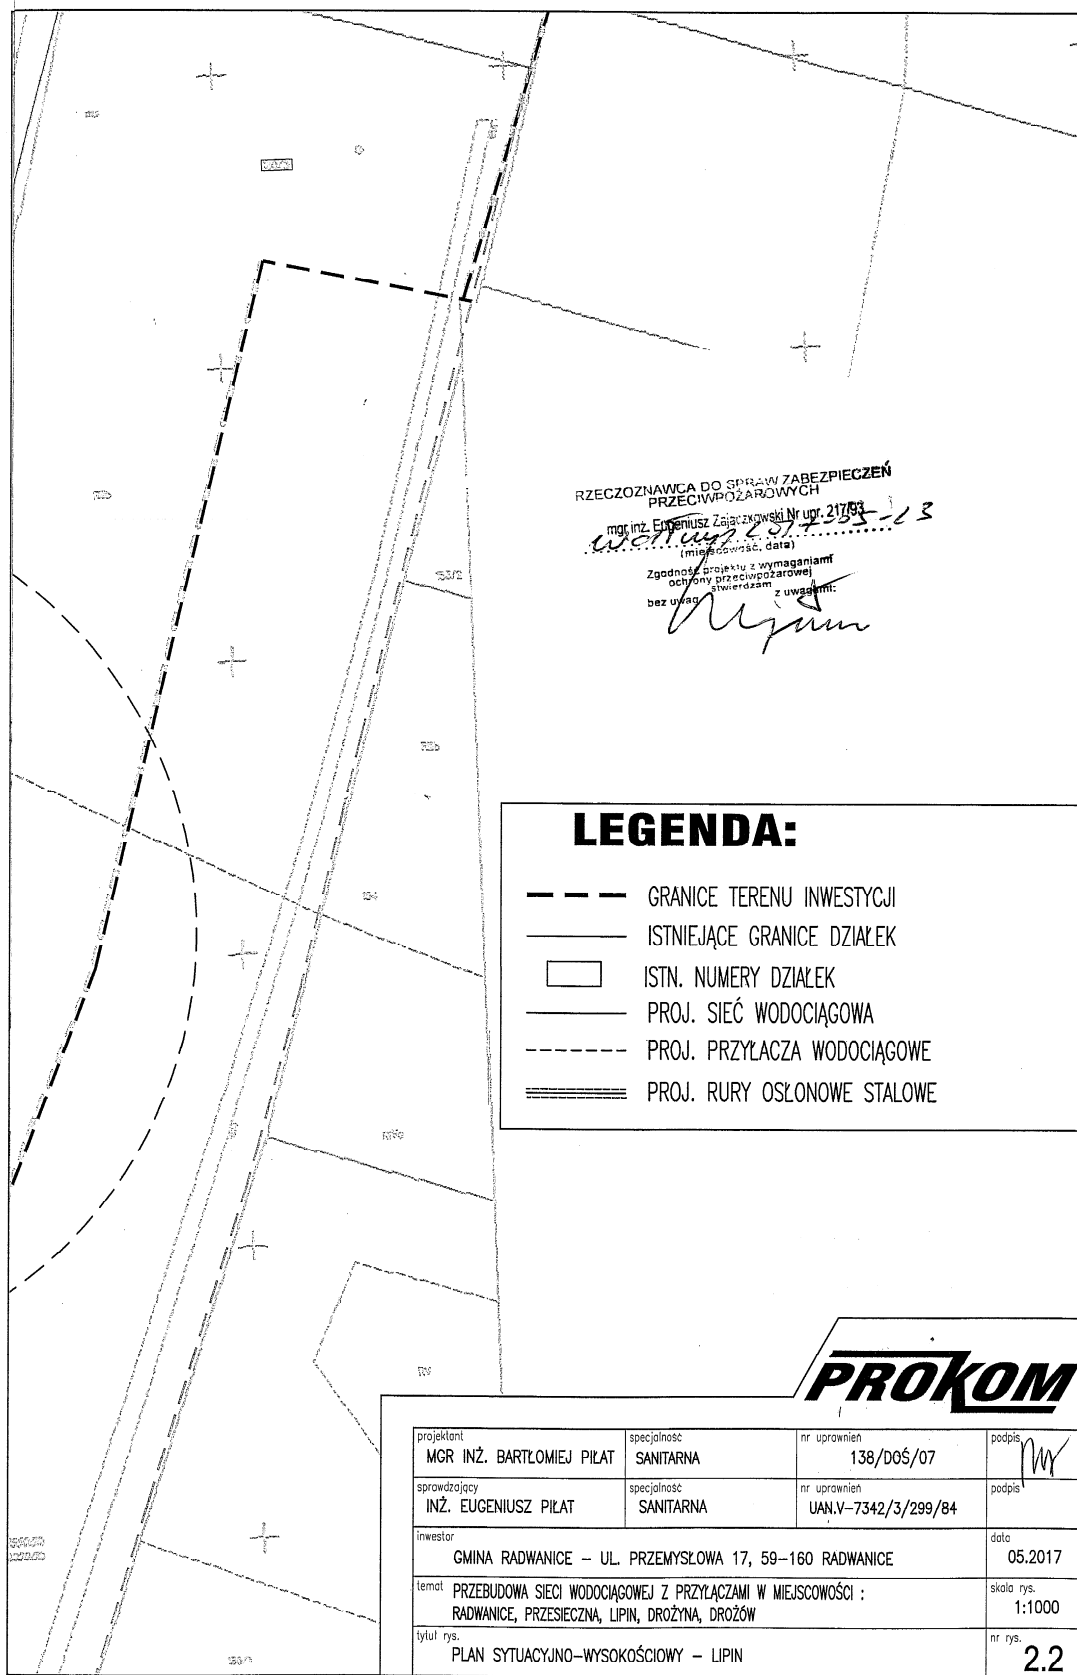 RZECZOZNAWCA DO SPRAW ZABEZPIECZEŃ
PRZECIWPOŻAROWYCH
mgr inż. Eugeniusz Zajączkowski Nr upr. 217/93
2017-05-23
(miejscowość, data)
Zgodność projektu z wymaganiami
ochrony przeciwpożarowej
stwierdzam
bez uwag z uwagami:
LEGENDA:
GRANICE TERENU INWESTYCJI
ISTNIEJĄCE GRANICE DZIAŁEK
ISTN. NUMERY DZIAŁEK
PROJ. SIEĆ WODOCIĄGOWA
PROJ. PRZYŁACZA WODOCIĄGOWE
PROJ. RURY OSŁONOWE STALOWE
PROKOM
projektant specjalność nr uprawnień podpis
MGR INŻ. BARTŁOMIEJ PIŁAT SANITARNA 138/DOŚ/07
sprawdzający specjalność nr uprawnień podpis
INŻ. EUGENIUSZ PIŁAT SANITARNA UAN.V-7342/3/299/84
inwestor data
GMINA RADWANICE - UL. PRZEMYSŁOWA 17, 59-160 RADWANICE 05.2017
temat PRZEBUDOWA SIECI WODOCIĄGOWEJ Z PRZYŁĄCZAMI W MIEJSCOWOŚCI : skala rys.
RADWANICE, PRZESIECZNA, LIPIN, DROŻYNA, DROŻÓW 1:1000
tytuł rys. nr rys.
PLAN SYTUACYJNO-WYSOKOŚCIOWY - LIPIN 2.2